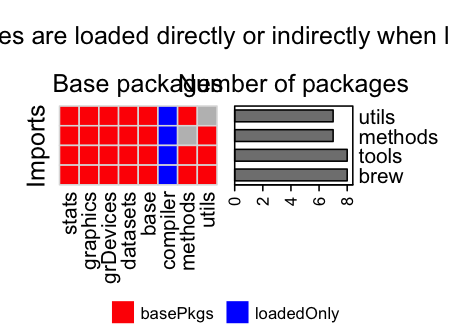 es are loaded directly or indirectly when l
Base packages
Number of packages
Imports
utils
methods
tools
brew
stats
graphics
grDevices
datasets
base
compiler
methods
utils
0 2 4 6 8
basePkgs loadedOnly